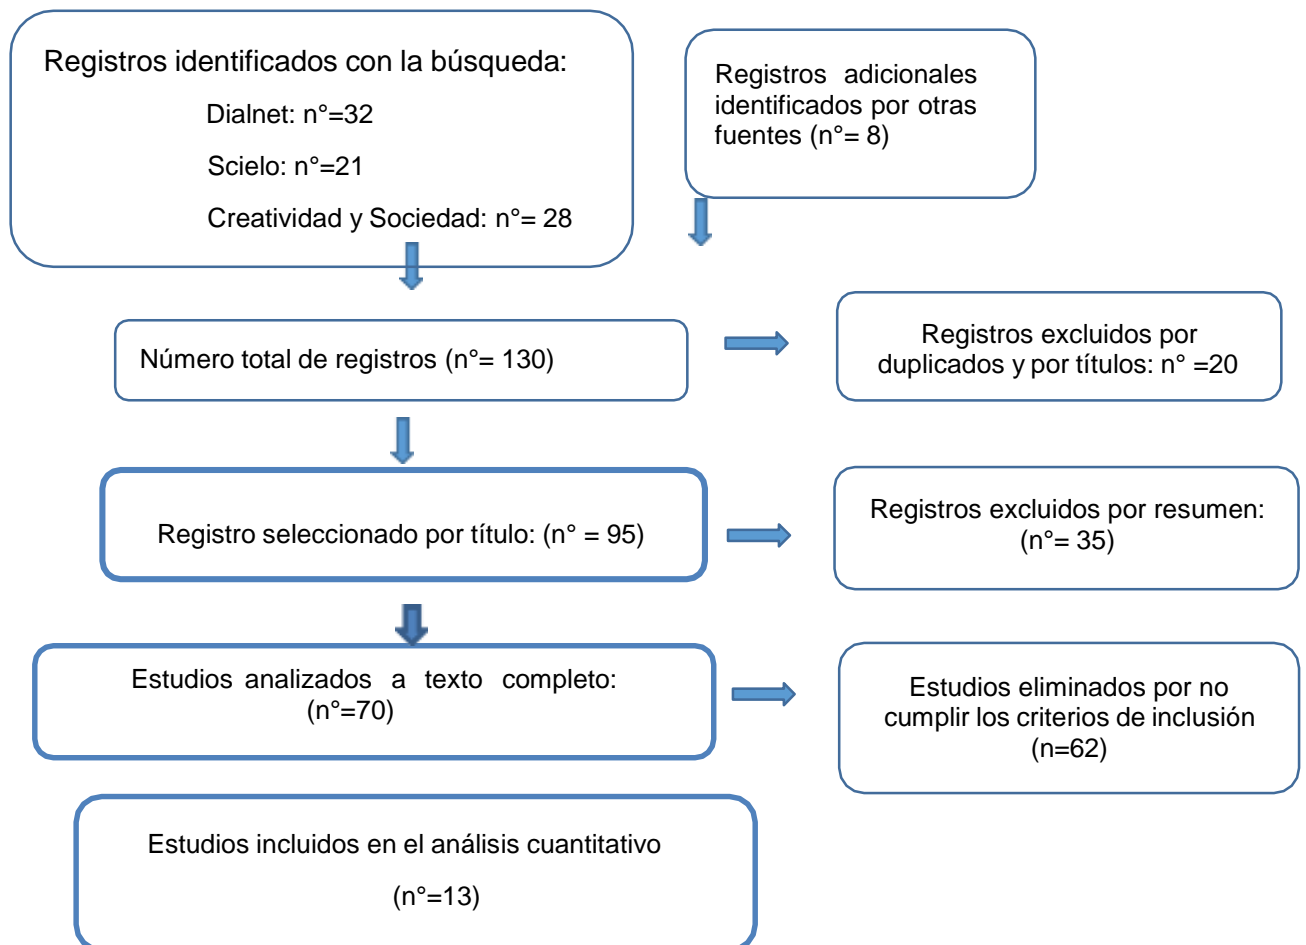 Registros identificados con la búsqueda:
Dialnet: n°=32
Scielo: n°=21
Creatividad y Sociedad: n°= 28
Registros adicionales
identificados por otras
fuentes (n°= 8)
Número total de registros (n°= 130)
Registros excluidos por
duplicados y por títulos: n° =20
Registro seleccionado por título: (n° = 95)
Registros excluidos por resumen:
(n°= 35)
Estudios analizados a texto completo:
(n°=70)
Estudios eliminados por no
cumplir los criterios de inclusión
(n=62)
Estudios incluidos en el análisis cuantitativo
(n°=13)